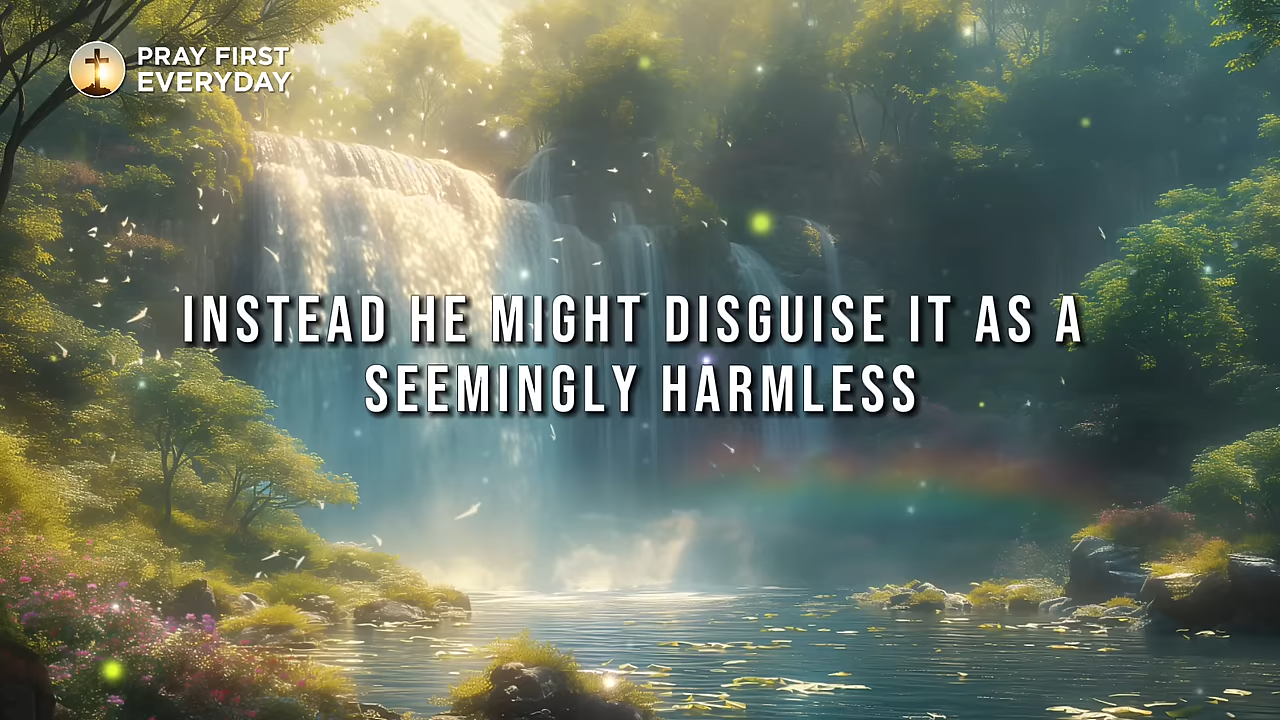 PRAY FIRST
EVERYDAY
INSTEAD HE MIGHT DISGUISE IT AS A
SEEMINGLY HARMLESS